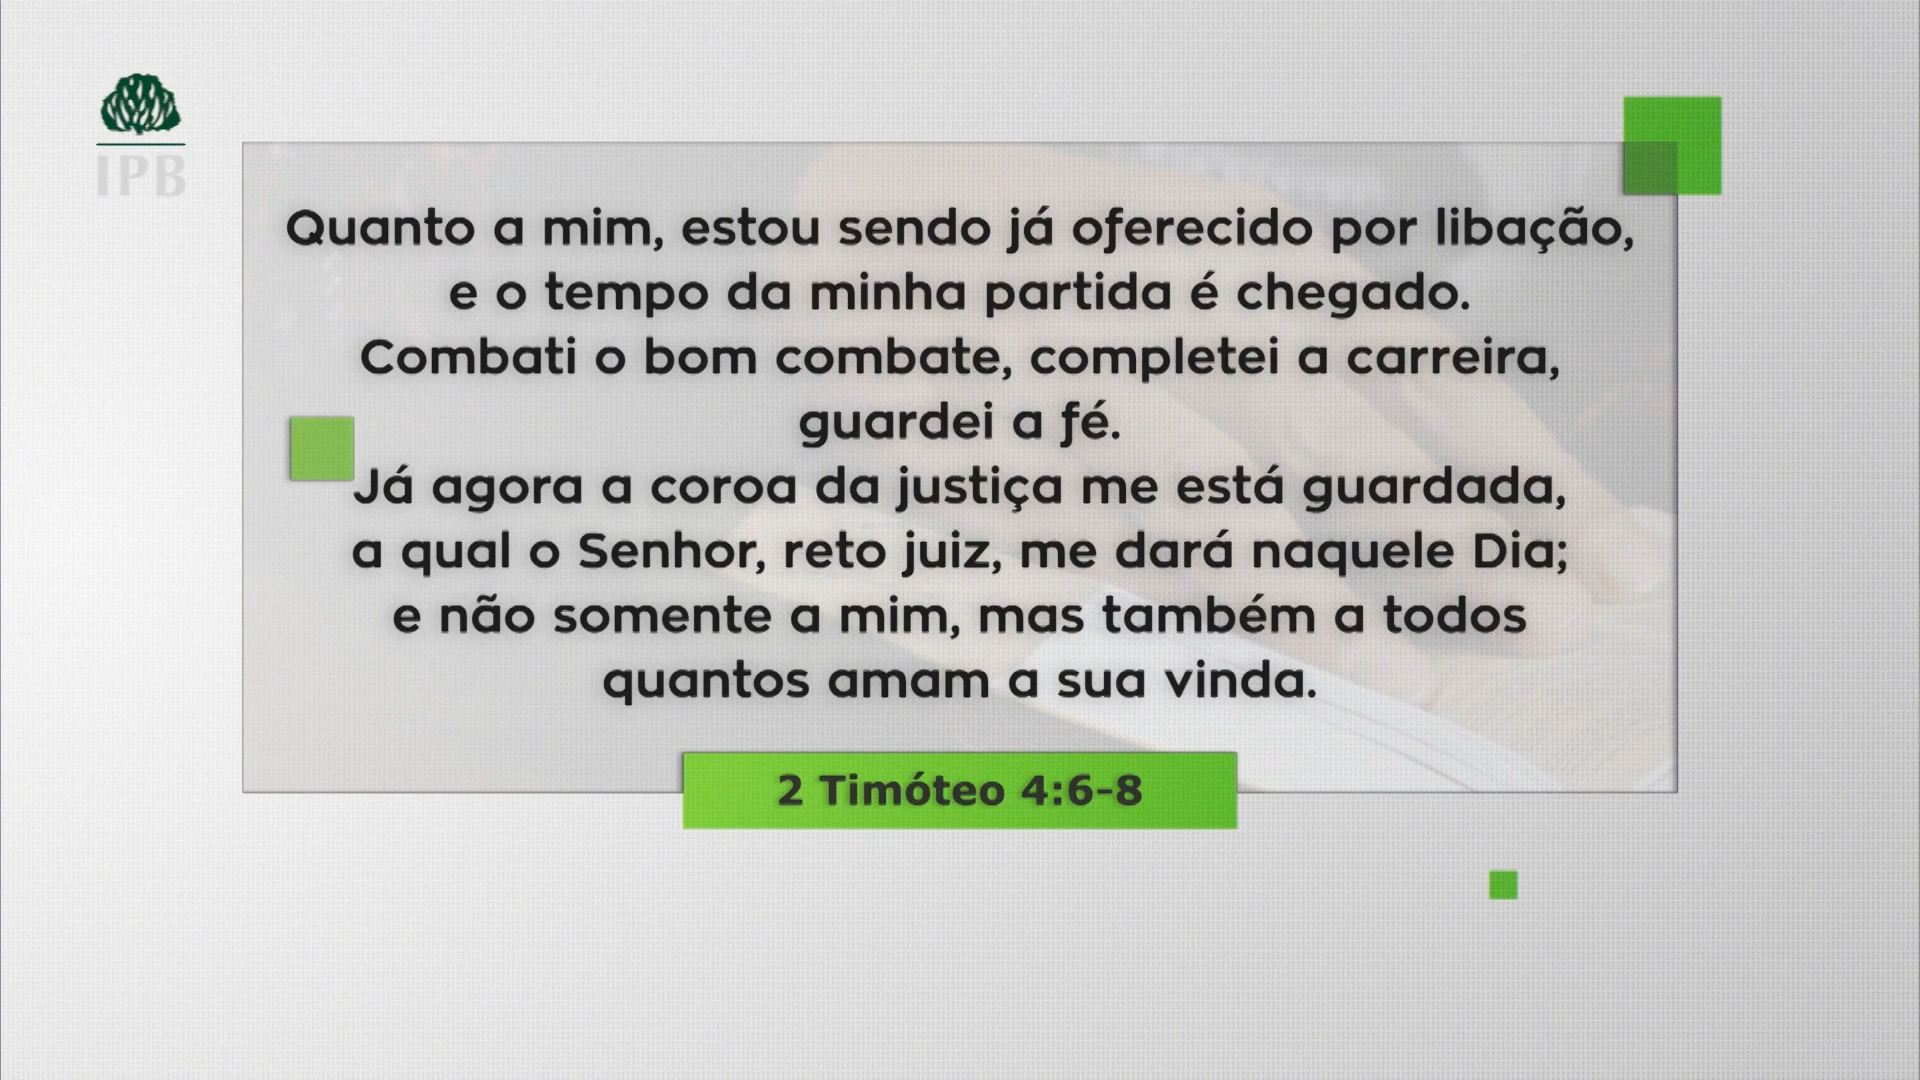 IPB
Quanto a mim, estou sendo já oferecido por libação,
e o tempo da minha partida é chegado.
Combati o bom combate, completei a carreira,
guardei a fé.
Já agora a coroa da justiça me está guardada,
a qual o Senhor, reto juiz, me dará naquele Dia;
e não somente a mim, mas também a todos
quantos amam a sua vinda.
2 Timóteo 4:6-8